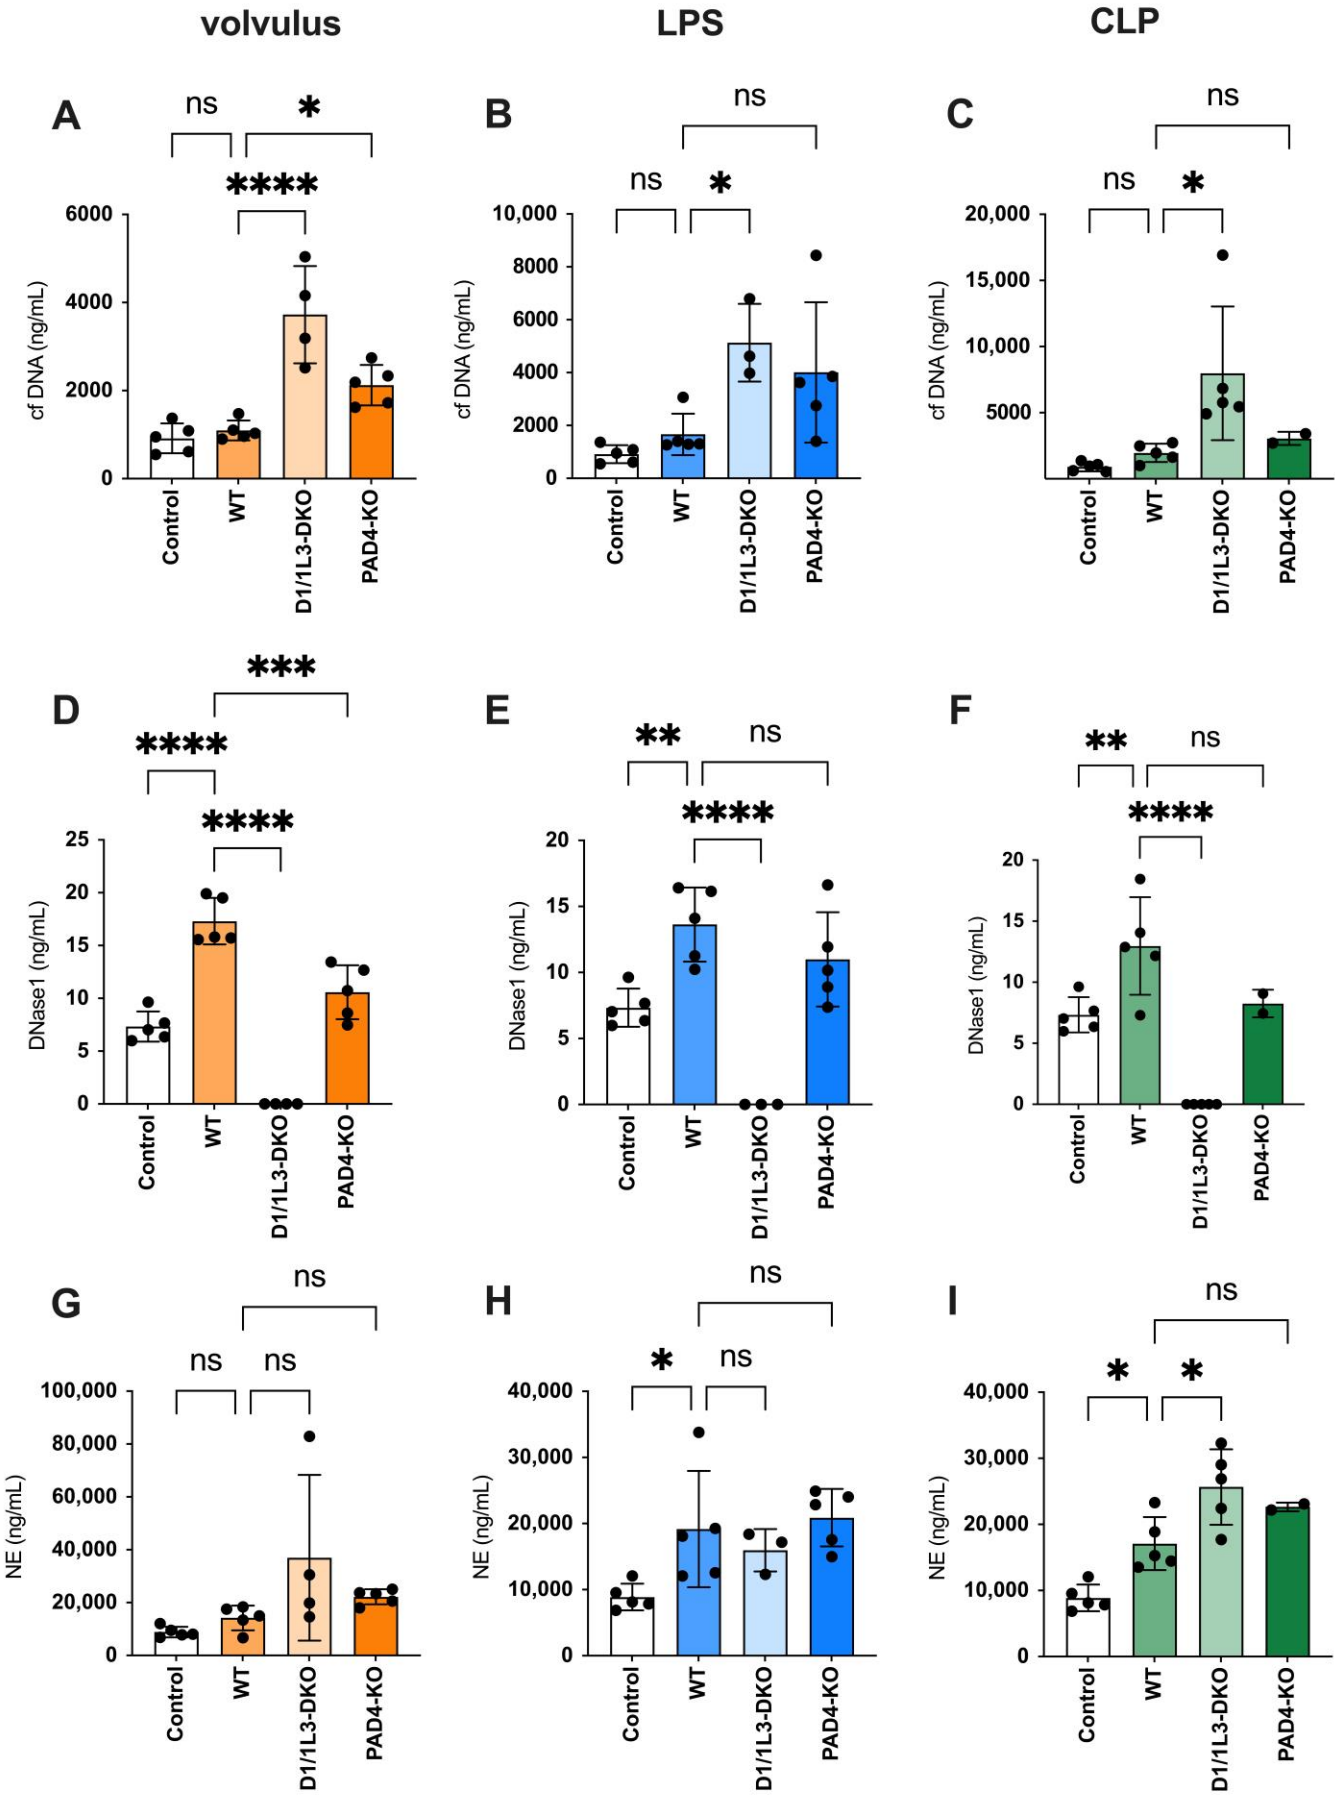 volvulus LPS CLP
A ns *
****
6000
4000
2000
0
cf DNA (ng/mL)
Control WT D1/1L3-DKO PAD4-KO
B ns
ns *
10,000
8000
6000
4000
2000
0
cf DNA (ng/mL)
Control WT D1/1L3-DKO PAD4-KO
C ns
ns *
20,000
15,000
10,000
5000
cf DNA (ng/mL)
Control WT D1/1L3-DKO PAD4-KO
D ***
****
****
25
20
15
10
5
0
DNase1 (ng/mL)
Control WT D1/1L3-DKO PAD4-KO
E ** ns
****
20
15
10
5
0
DNase1 (ng/mL)
Control WT D1/1L3-DKO PAD4-KO
F ** ns
****
20
15
10
5
0
DNase1 (ng/mL)
Control WT D1/1L3-DKO PAD4-KO
G ns
ns ns
100,000
80,000
60,000
40,000
20,000
0
NE (ng/mL)
Control WT D1/1L3-DKO PAD4-KO
H ns
* ns
40,000
30,000
20,000
10,000
0
NE (ng/mL)
Control WT D1/1L3-DKO PAD4-KO
I ns
* *
40,000
30,000
20,000
10,000
0
NE (ng/mL)
Control WT D1/1L3-DKO PAD4-KO